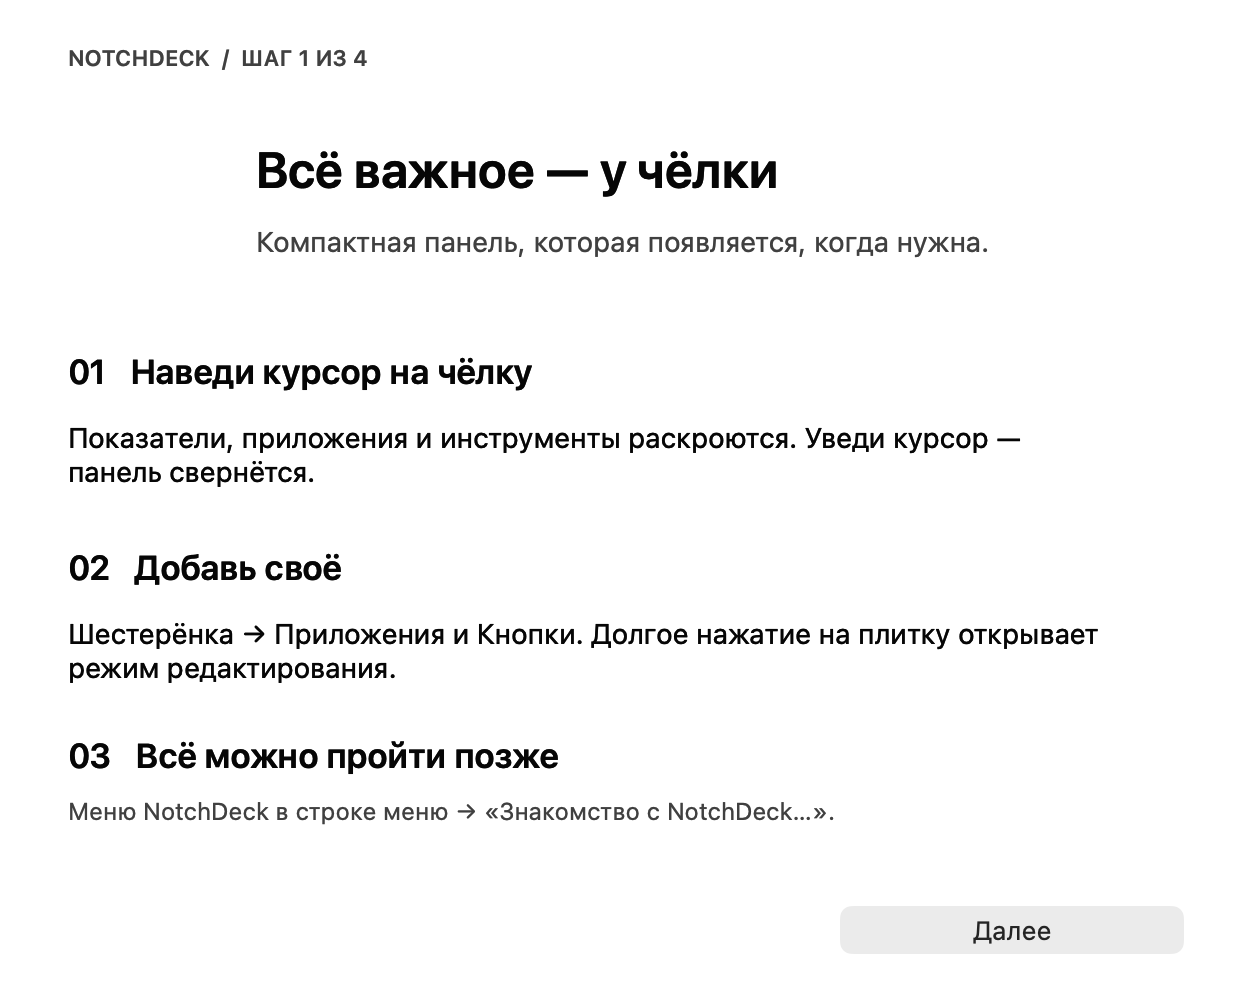 NOTCHDECK / ШАГ 1 ИЗ 4
Всё важное — у чёлки
Компактная панель, которая появляется, когда нужна.
01 Наведи курсор на чёлку
Показатели, приложения и инструменты раскроются. Уведи курсор —
панель свернётся.
02 Добавь своё
Шестерёнка → Приложения и Кнопки. Долгое нажатие на плитку открывает
режим редактирования.
03 Всё можно пройти позже
Меню NotchDeck в строке меню → «Знакомство с NotchDeck…».
Далее